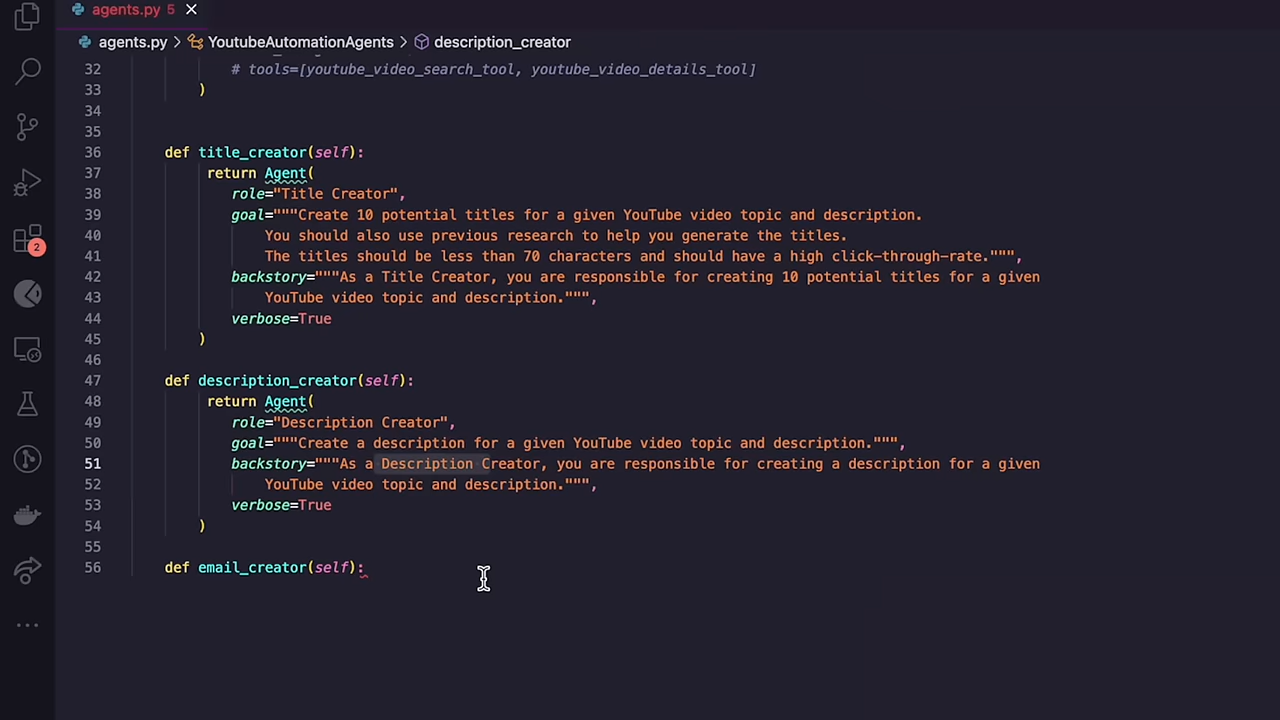 agents.py 5
agents.py > YoutubeAutomationAgents > description_creator
32 # tools=[youtube_video_search_tool, youtube_video_details_tool]
33 )
34
35
36 def title_creator(self):
37 return Agent(
38 role="Title Creator",
39 goal="""Create 10 potential titles for a given YouTube video topic and description.
40 You should also use previous research to help you generate the titles.
41 The titles should be less than 70 characters and should have a high click-through-rate.""",
42 backstory="""As a Title Creator, you are responsible for creating 10 potential titles for a given
43 YouTube video topic and description.""",
44 verbose=True
45 )
46
47 def description_creator(self):
48 return Agent(
49 role="Description Creator",
50 goal="""Create a description for a given YouTube video topic and description.""",
51 backstory="""As a Description Creator, you are responsible for creating a description for a given
52 YouTube video topic and description.""",
53 verbose=True
54 )
55
56 def email_creator(self):
2